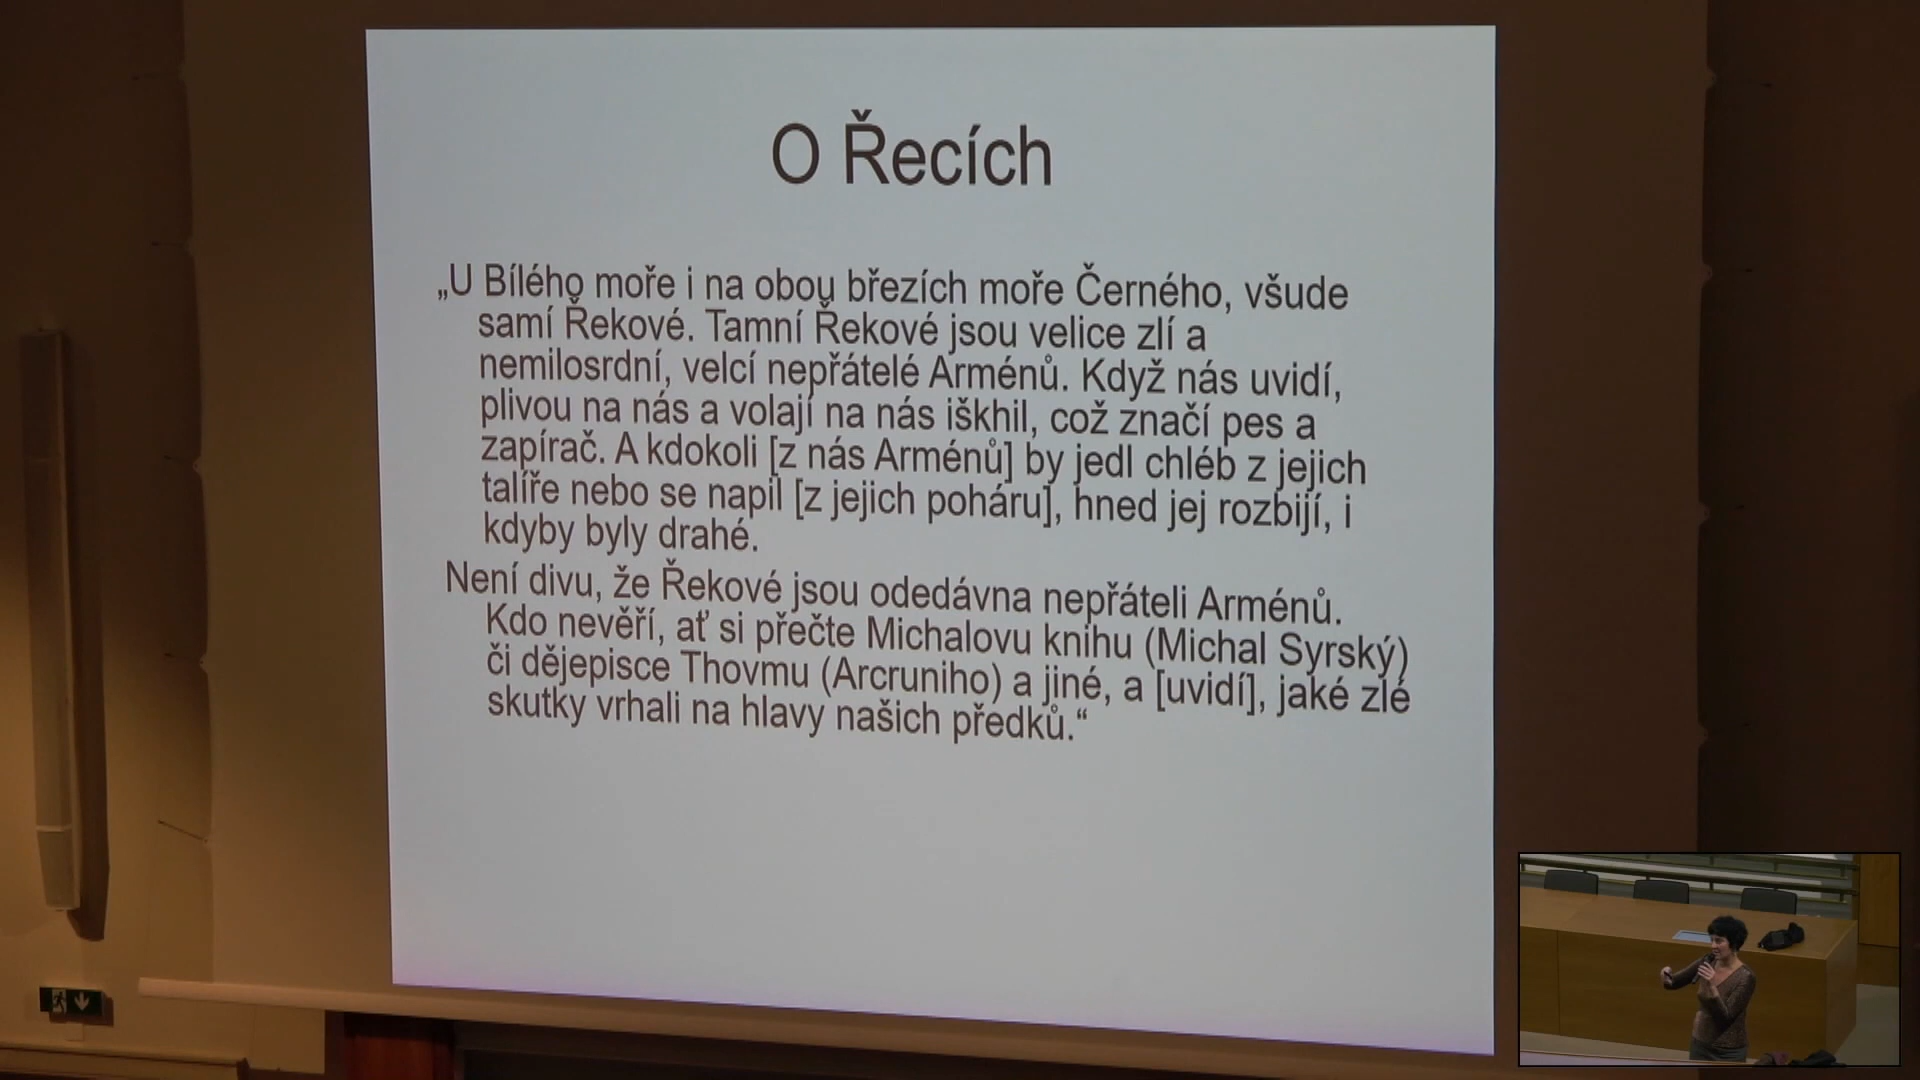 O Řecích
„U Bílého moře i na obou březích moře Černého, všude
samí Řekové. Tamní Řekové jsou velice zlí a
nemilosrdní, velcí nepřátelé Arménů. Když nás uvidí,
plivou na nás a volají na nás iškhil, což značí pes a
zapírač. A kdokoli [z nás Arménů] by jedl chléb z jejich
talíře nebo se napil [z jejich poháru], hned jej rozbijí, i
kdyby byly drahé.
Není divu, že Řekové jsou odedávna nepřáteli Arménů.
Kdo nevěří, ať si přečte Michalovu knihu (Michal Syrský)
či dějepisce Thovmu (Arcruniho) a jiné, a [uvidí], jaké zlé
skutky vrhali na hlavy našich předků.“